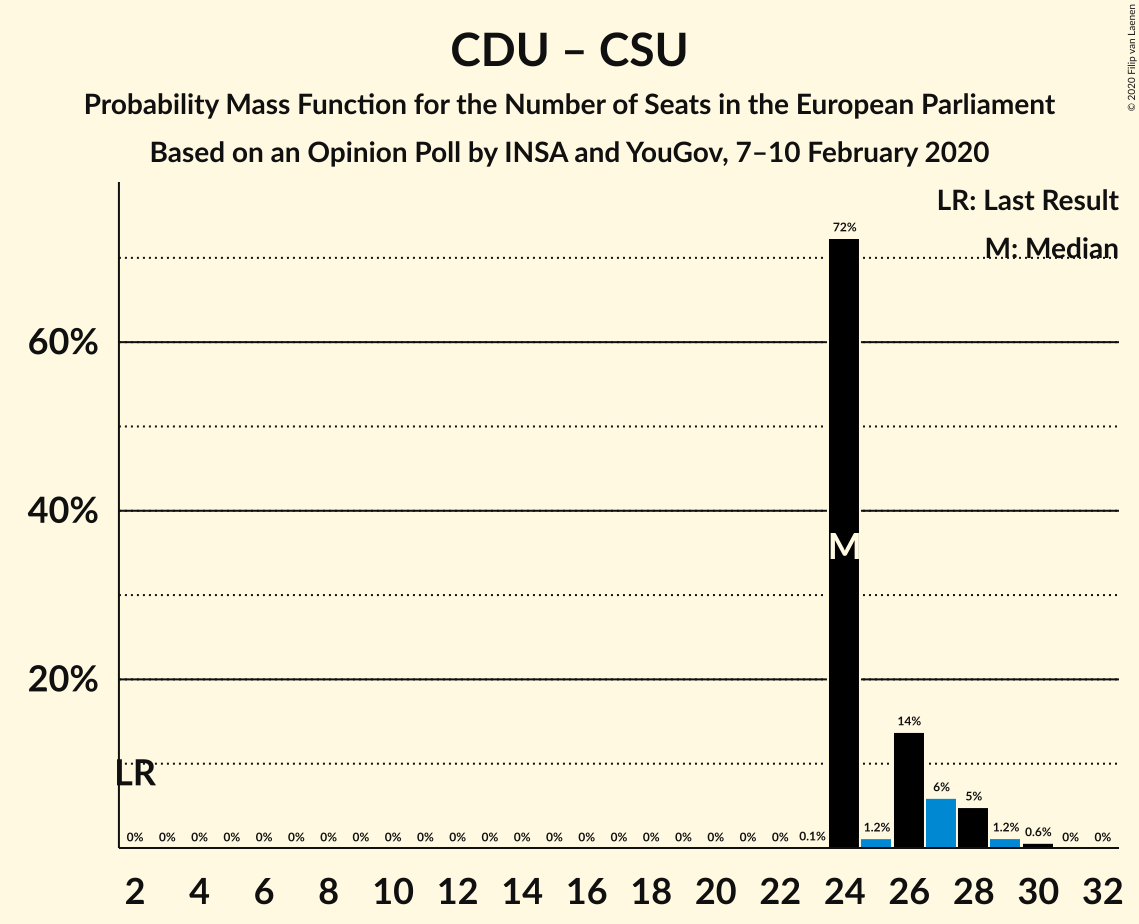 CDU – CSU
Probability Mass Function for the Number of Seats in the European Parliament
Based on an Opinion Poll by INSA and YouGov, 7–10 February 2020
© 2020 Filip van Laenen
LR: Last Result
M: Median
72%
60%
40%
M
20%
14%
LR
6%
5%
0% 0% 0% 0% 0% 0% 0% 0% 0% 0% 0% 0% 0% 0% 0% 0% 0% 0% 0% 0% 0% 0.1% 1.2% 1.2% 0.6% 0% 0%
2 4 6 8 10 12 14 16 18 20 22 24 26 28 30 32